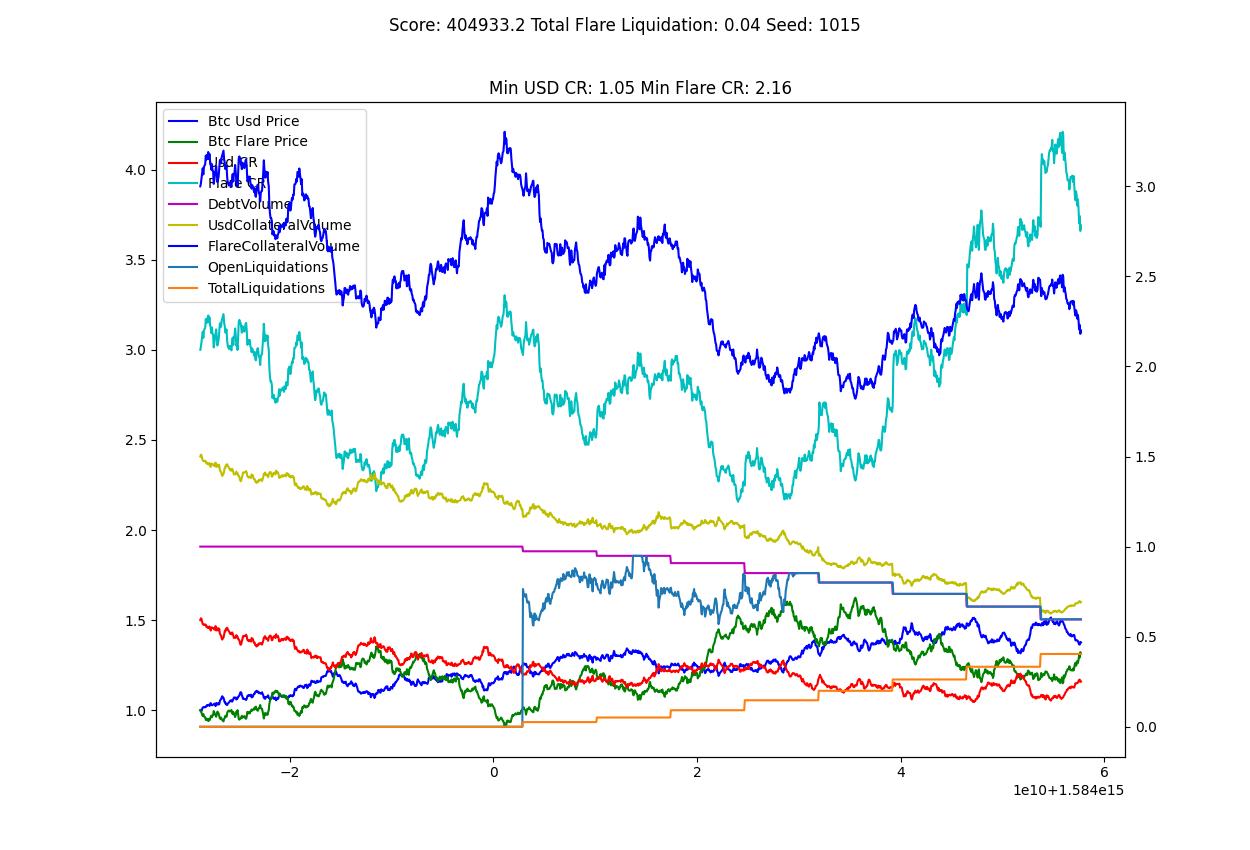 Score: 404933.2 Total Flare Liquidation: 0.04 Seed: 1015
Min USD CR: 1.05 Min Flare CR: 2.16
Btc Usd Price
Btc Flare Price
Usd CR
Flare CR
DebtVolume
UsdCollateralVolume
FlareCollateralVolume
OpenLiquidations
TotalLiquidations
4.0
3.5
3.0
2.5
2.0
1.5
1.0
3.0
2.5
2.0
1.5
1.0
0.5
0.0
−2
0
2
4
6
1e10+1.584e15